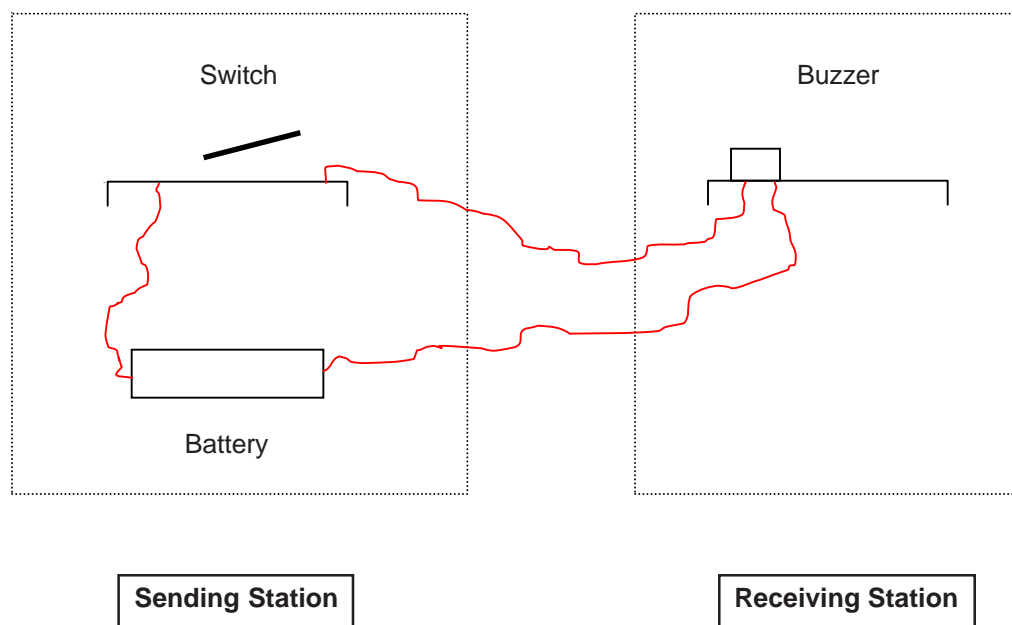 Switch
Buzzer
Battery
Sending Station
Receiving Station